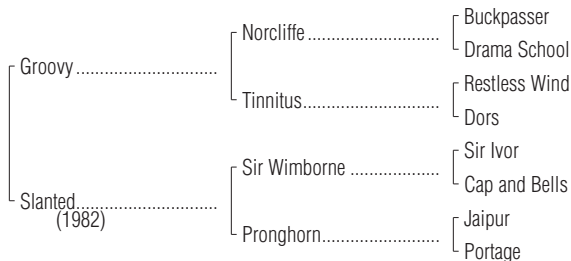 Buckpasser
Norcliffe
Drama School
Groovy
Restless Wind
Tinnitus
Dors
Sir Ivor
Sir Wimborne
Cap and Bells
Slanted
(1982)
Jaipur
Pronghorn
Portage